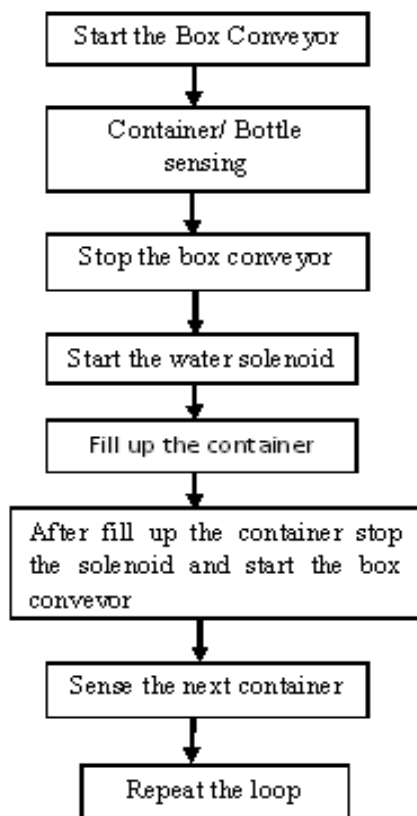 Start the Box Conveyor
Container/ Bottle
sensing
Stop the box conveyor
Start the water solenoid
Fill up the container
After fill up the container stop
the solenoid and start the box
conveyor
Sense the next container
Repeat the loop